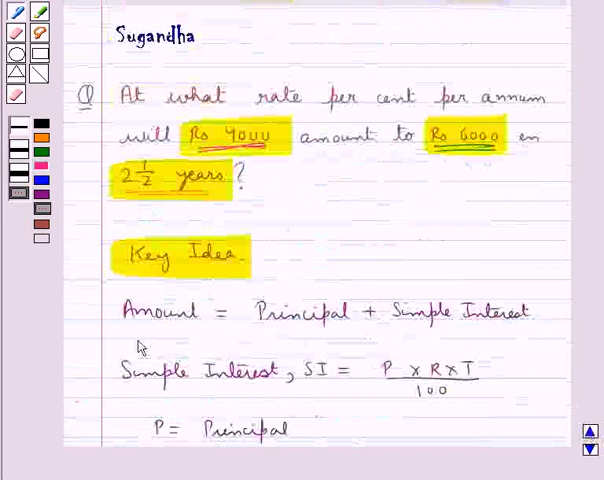 Sugandha
Q At what rate per cent per annum
will Rs 4000 amount to Rs 6000 in
2 1/2 years?
Key Idea.
Amount = Principal + Simple Interest
Simple Interest, SI = P × R × T / 100
P = Principal